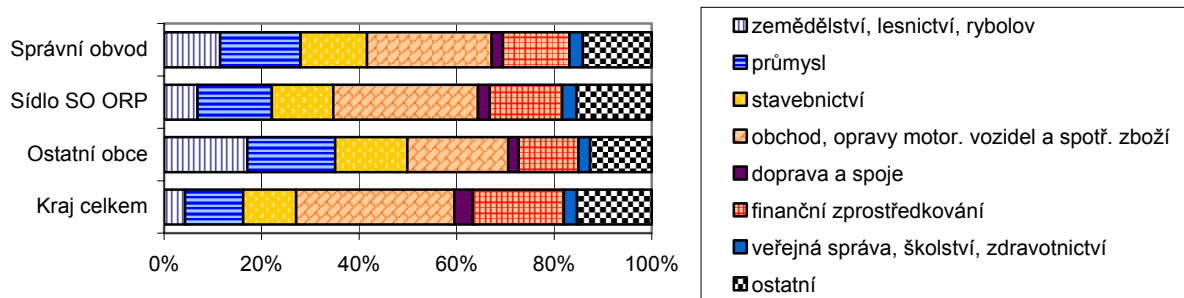 Správní obvod
Sídlo SO ORP
Ostatní obce
Kraj celkem
0% 20% 40% 60% 80% 100%
zemědělství, lesnictví, rybolov
průmysl
stavebnictví
obchod, opravy motor. vozidel a spotř. zboží
doprava a spoje
finanční zprostředkování
veřejná správa, školství, zdravotnictví
ostatní